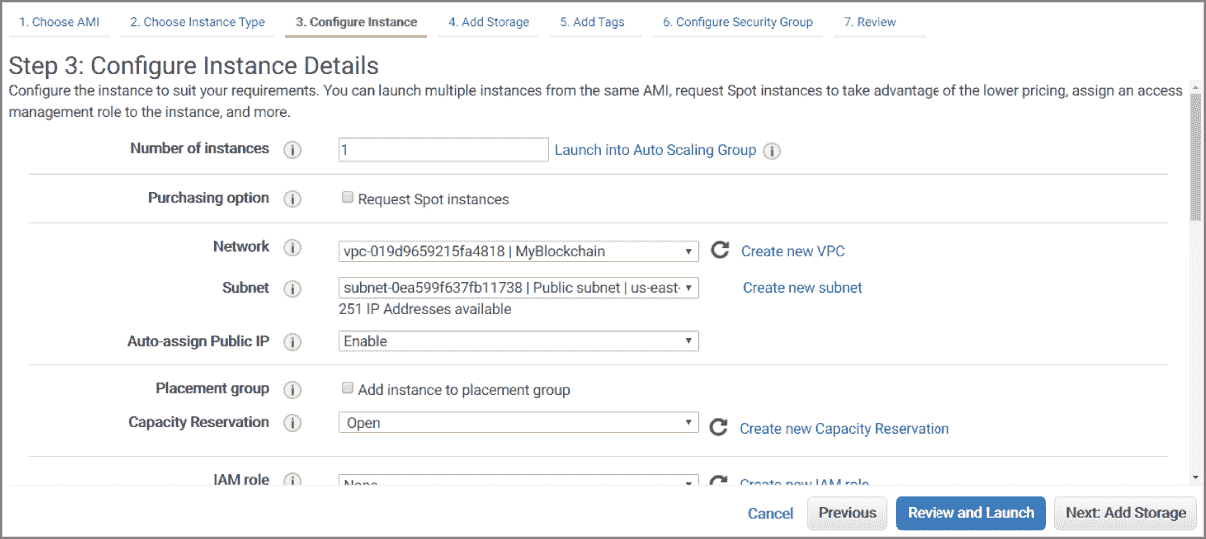 1. Choose AMI 2. Choose Instance Type 3. Configure Instance 4. Add Storage 5. Add Tags 6. Configure Security Group 7. Review
Step 3: Configure Instance Details
Configure the instance to suit your requirements. You can launch multiple instances from the same AMI, request Spot instances to take advantage of the lower pricing, assign an access
management role to the instance, and more.
Number of instances i 1 Launch into Auto Scaling Group i
Purchasing option i Request Spot instances
Network i vpc-019d9659215fa4818 | MyBlockchain Create new VPC
Subnet i subnet-0ea599f637fb11738 | Public subnet | us-east- Create new subnet
251 IP Addresses available
Auto-assign Public IP i Enable
Placement group i Add instance to placement group
Capacity Reservation i Open Create new Capacity Reservation
IAM role i None Create new IAM role
Cancel Previous Review and Launch Next: Add Storage